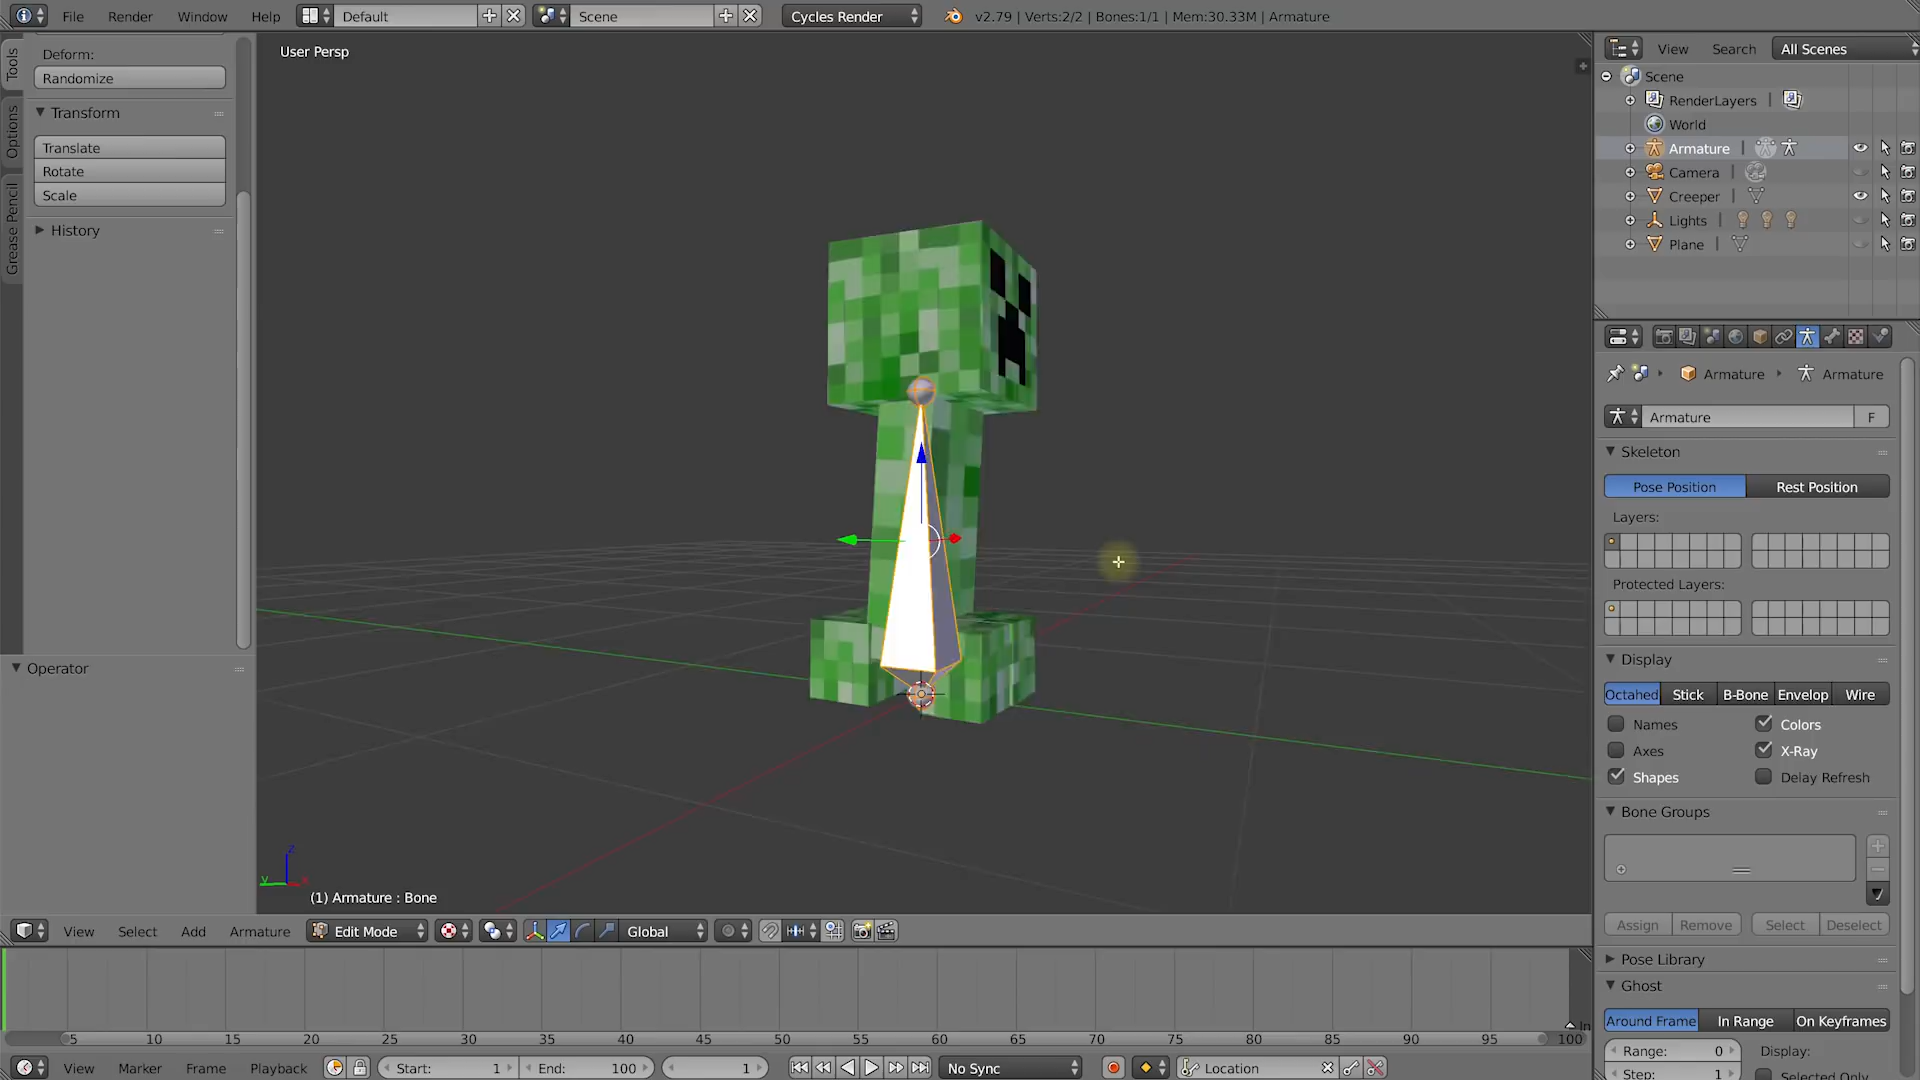 File Render Window Help Default Scene Cycles Render v2.79 | Verts:2/2 | Bones:1/1 | Mem:30.33M | Armature
User Persp
Tools
Options
Grease Pencil
Deform:
Randomize
Transform
Translate
Rotate
Scale
History
Operator
(1) Armature : Bone
z
y
x
View Select Add Armature Edit Mode Global
5 10 15 20 25 30 35 40 45 50 55 60 65 70 75 80 85 90 95 100
View Marker Frame Playback Start: 1 End: 100 1 No Sync Location
View Search All Scenes
Scene
RenderLayers |
World
Armature |
Camera |
Creeper |
Lights |
Plane |
Armature Armature
Armature F
Skeleton
Pose Position Rest Position
Layers:
Protected Layers:
Display
Octahed Stick B-Bone Envelop Wire
Names Colors
Axes X-Ray
Shapes Delay Refresh
Bone Groups
Assign Remove Select Deselect
Pose Library
Ghost
Around Frame In Range On Keyframes
Range: 0 Display:
Step: 1 Selected Only